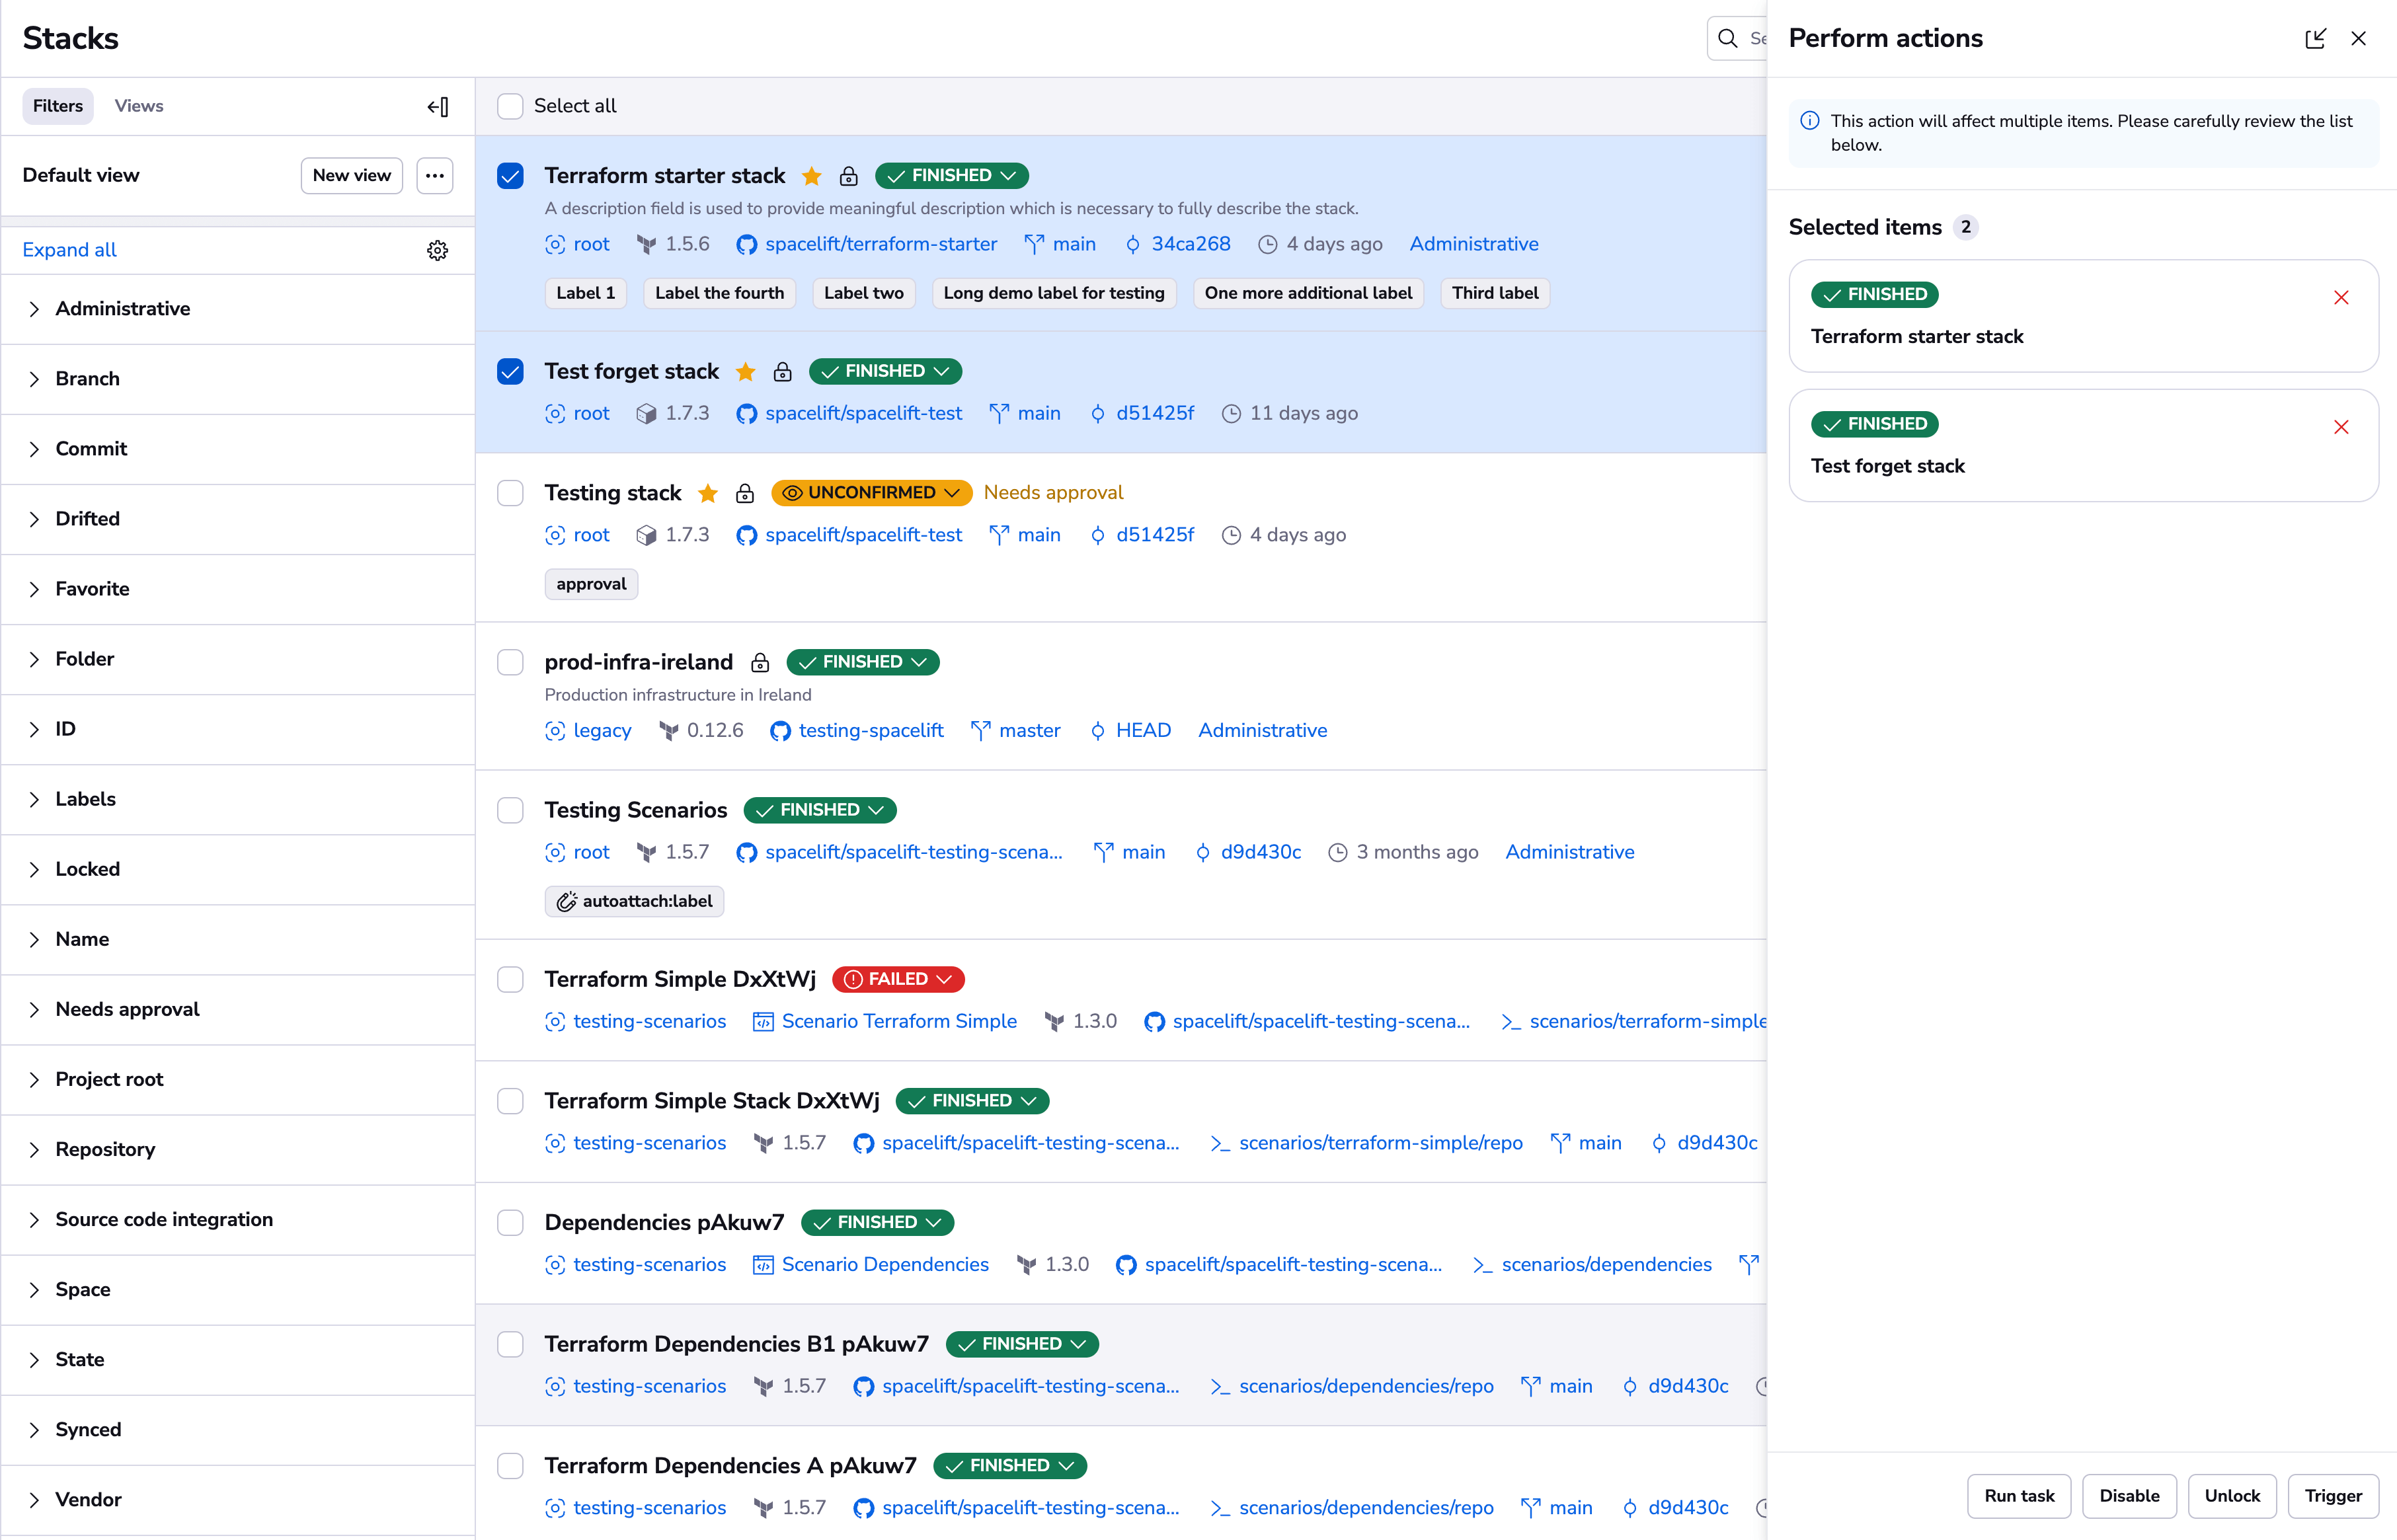 Stacks
Filters Views
Default view New view
Expand all
Administrative
Branch
Commit
Drifted
Favorite
Folder
ID
Labels
Locked
Name
Needs approval
Project root
Repository
Source code integration
Space
State
Synced
Vendor
Select all
Terraform starter stack FINISHED
A description field is used to provide meaningful description which is necessary to fully describe the stack.
root 1.5.6 spacelift/terraform-starter main 34ca268 4 days ago Administrative
Label 1 Label the fourth Label two Long demo label for testing One more additional label Third label
Test forget stack FINISHED
root 1.7.3 spacelift/spacelift-test main d51425f 11 days ago
Testing stack UNCONFIRMED Needs approval
root 1.7.3 spacelift/spacelift-test main d51425f 4 days ago
approval
prod-infra-ireland FINISHED
Production infrastructure in Ireland
legacy 0.12.6 testing-spacelift master HEAD Administrative
Testing Scenarios FINISHED
root 1.5.7 spacelift/spacelift-testing-scena... main d9d430c 3 months ago Administrative
autoattach:label
Terraform Simple DxXtWj FAILED
testing-scenarios Scenario Terraform Simple 1.3.0 spacelift/spacelift-testing-scena... scenarios/terraform-simple
Terraform Simple Stack DxXtWj FINISHED
testing-scenarios 1.5.7 spacelift/spacelift-testing-scena... scenarios/terraform-simple/repo main d9d430c
Dependencies pAkuw7 FINISHED
testing-scenarios Scenario Dependencies 1.3.0 spacelift/spacelift-testing-scena... scenarios/dependencies
Terraform Dependencies B1 pAkuw7 FINISHED
testing-scenarios 1.5.7 spacelift/spacelift-testing-scena... scenarios/dependencies/repo main d9d430c
Terraform Dependencies A pAkuw7 FINISHED
testing-scenarios 1.5.7 spacelift/spacelift-testing-scena... scenarios/dependencies/repo main d9d430c
Perform actions
This action will affect multiple items. Please carefully review the list
below.
Selected items 2
FINISHED
Terraform starter stack
FINISHED
Test forget stack
Run task Disable Unlock Trigger